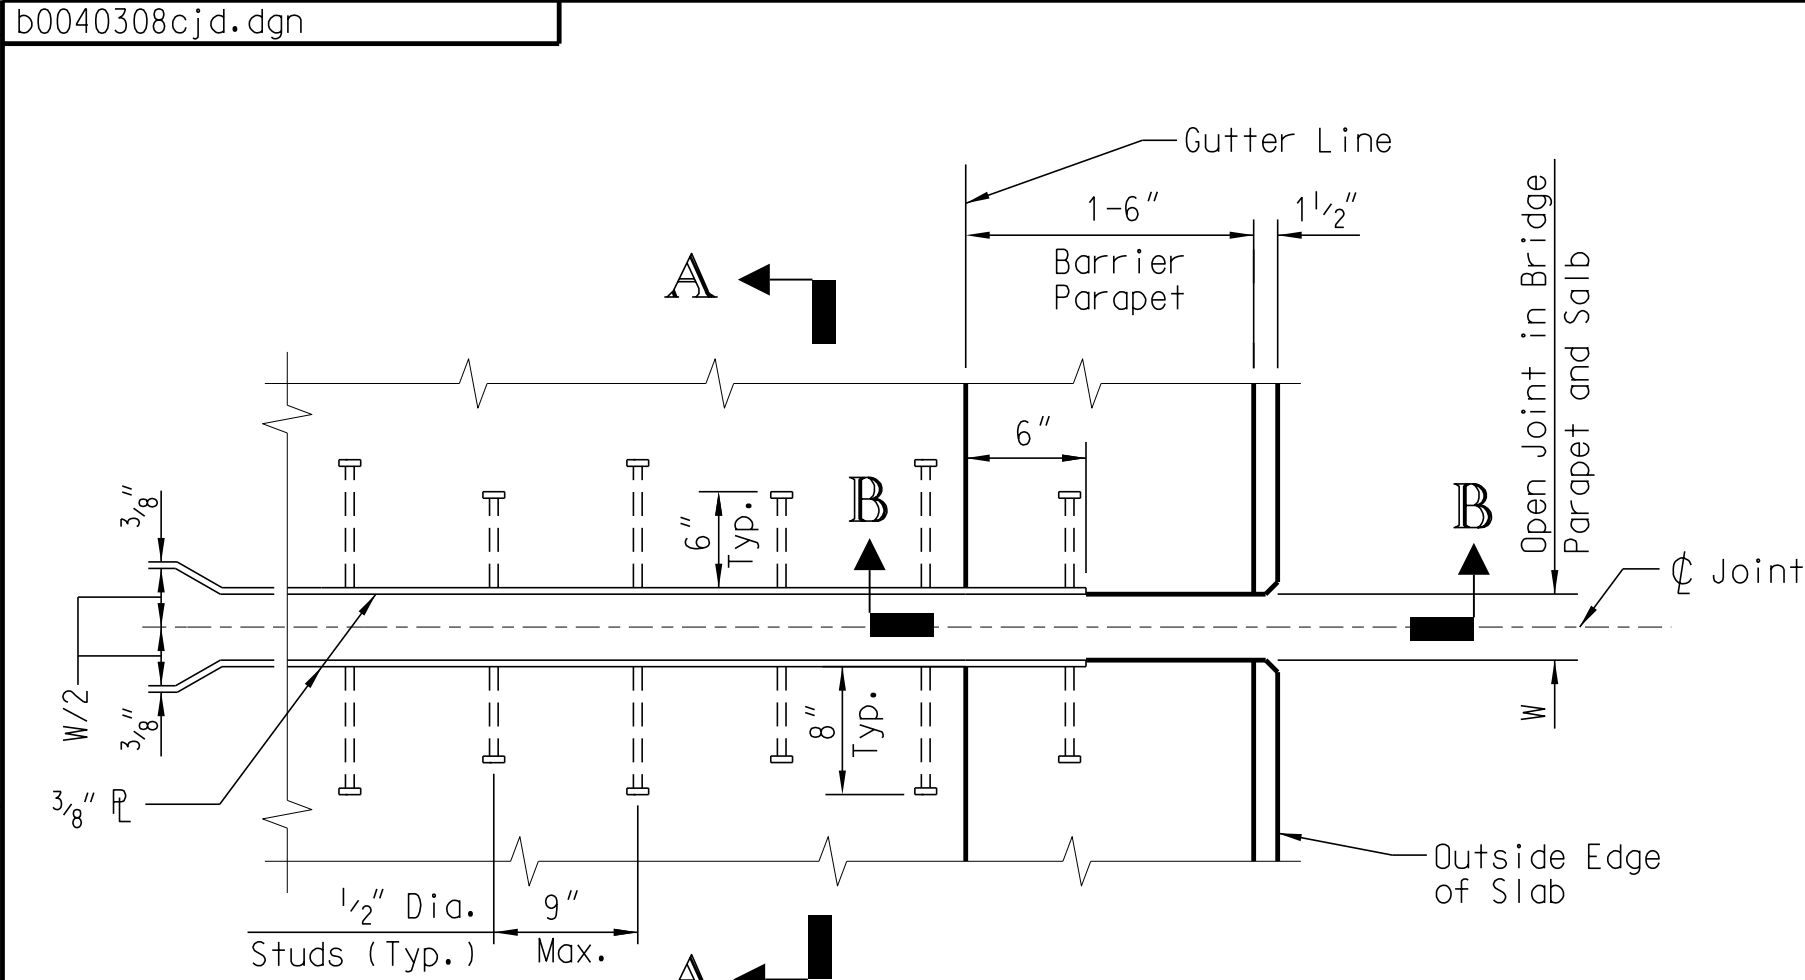 b0040308cjd.dgn
Gutter Line
1-6" 1 1/2"
Barrier
Parapet
A
Open Joint in Bridge
Parapet and Salb
6"
B
B
3/8"
6"
Typ.
℄ Joint
W/2
3/8"
8"
Typ.
W
3/8" ⅊
Outside Edge
of Slab
1/2" Dia.
Studs (Typ.)
9"
Max.
A